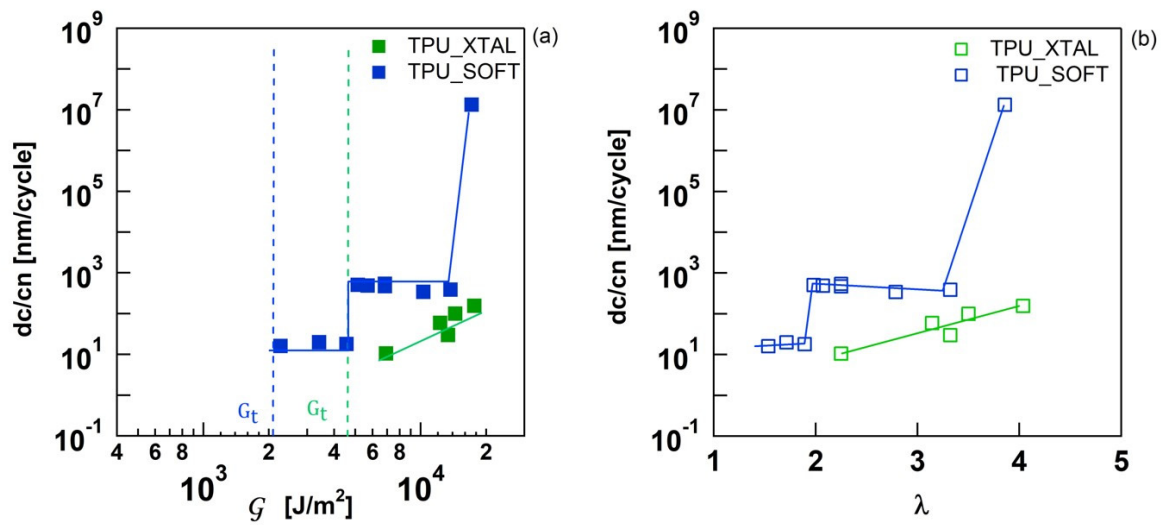 (a)
TPU_XTAL
TPU_SOFT
dc/cn [nm/cycle]
10⁹
10⁷
10⁵
10³
10¹
10⁻¹
Gₜ
Gₜ
4 6 8 2 4 6 8 2
10³ 10⁴
𝒢 [J/m²]
(b)
TPU_XTAL
TPU_SOFT
dc/cn [nm/cycle]
10⁹
10⁷
10⁵
10³
10¹
10⁻¹
1 2 3 4 5
λ